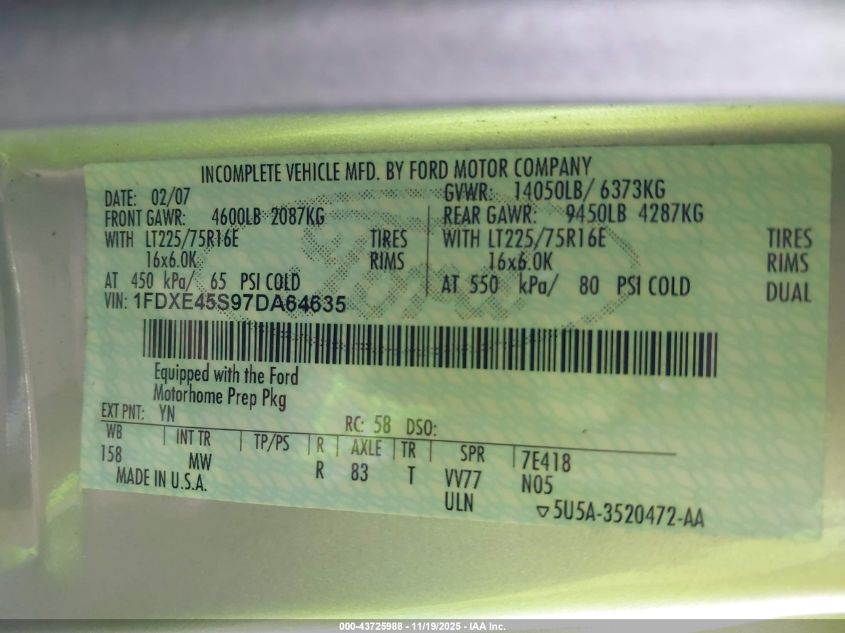 INCOMPLETE VEHICLE MFD. BY FORD MOTOR COMPANY
DATE: 02/07 GVWR: 14050LB/ 6373KG
FRONT GAWR: 4600LB 2087KG REAR GAWR: 9450LB 4287KG
WITH LT225/75R16E TIRES WITH LT225/75R16E TIRES
16x6.0K RIMS 16x6.0K RIMS
AT 450 kPa/ 65 PSI COLD AT 550 kPa/ 80 PSI COLD DUAL
VIN: 1FDXE45S97DA64635
Equipped with the Ford
Motorhome Prep Pkg
EXT PNT: YN RC: 58 DSO:
WB INT TR TP/PS R AXLE TR SPR 7E418
158 MW R 83 T VV77 N05
MADE IN U.S.A. ULN ▽ 5U5A-3520472-AA
000-43725988 - 11/19/2025 - IAA Inc.